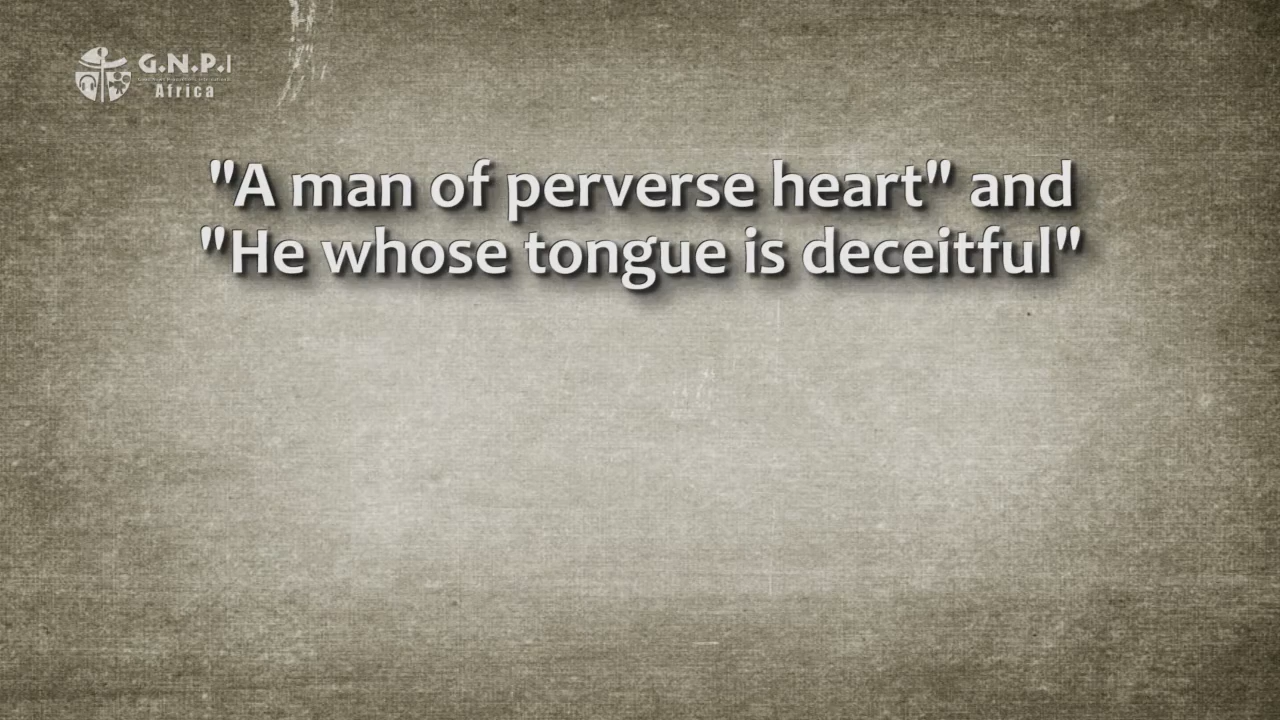 G.N.P.I
Africa
"A man of perverse heart" and
"He whose tongue is deceitful"